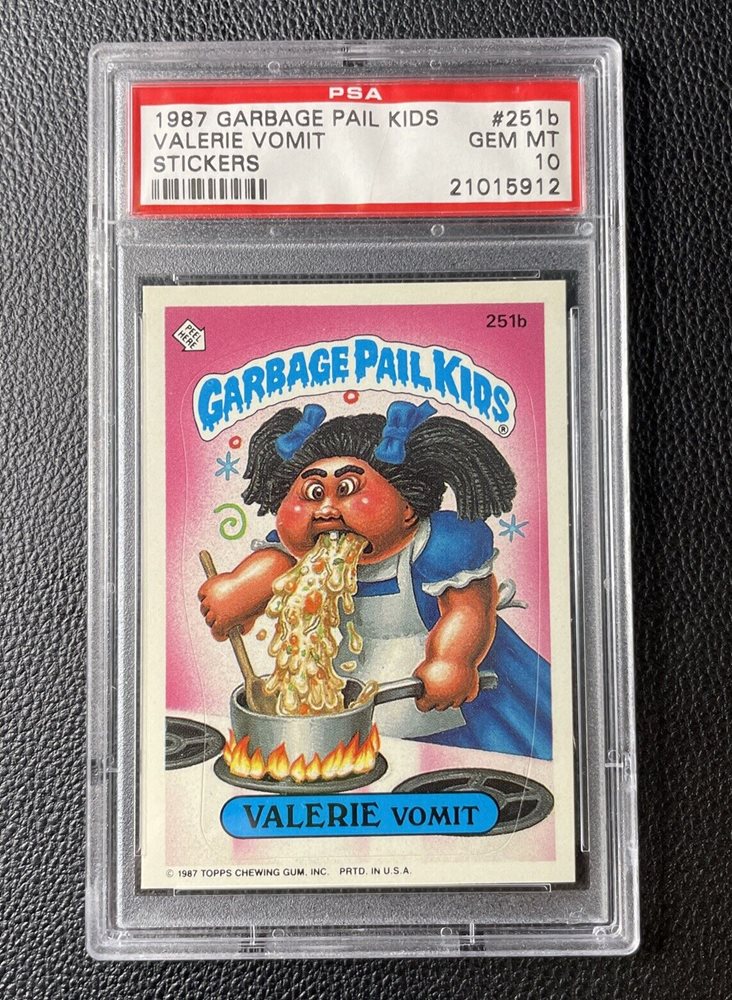 PSA
1987 GARBAGE PAIL KIDS #251b
VALERIE VOMIT GEM MT
STICKERS 10
21015912
PEEL HERE
251b
GARBAGE PAIL KIDS®
VALERIE VOMIT
© 1987 TOPPS CHEWING GUM, INC. PRTD. IN U.S.A.